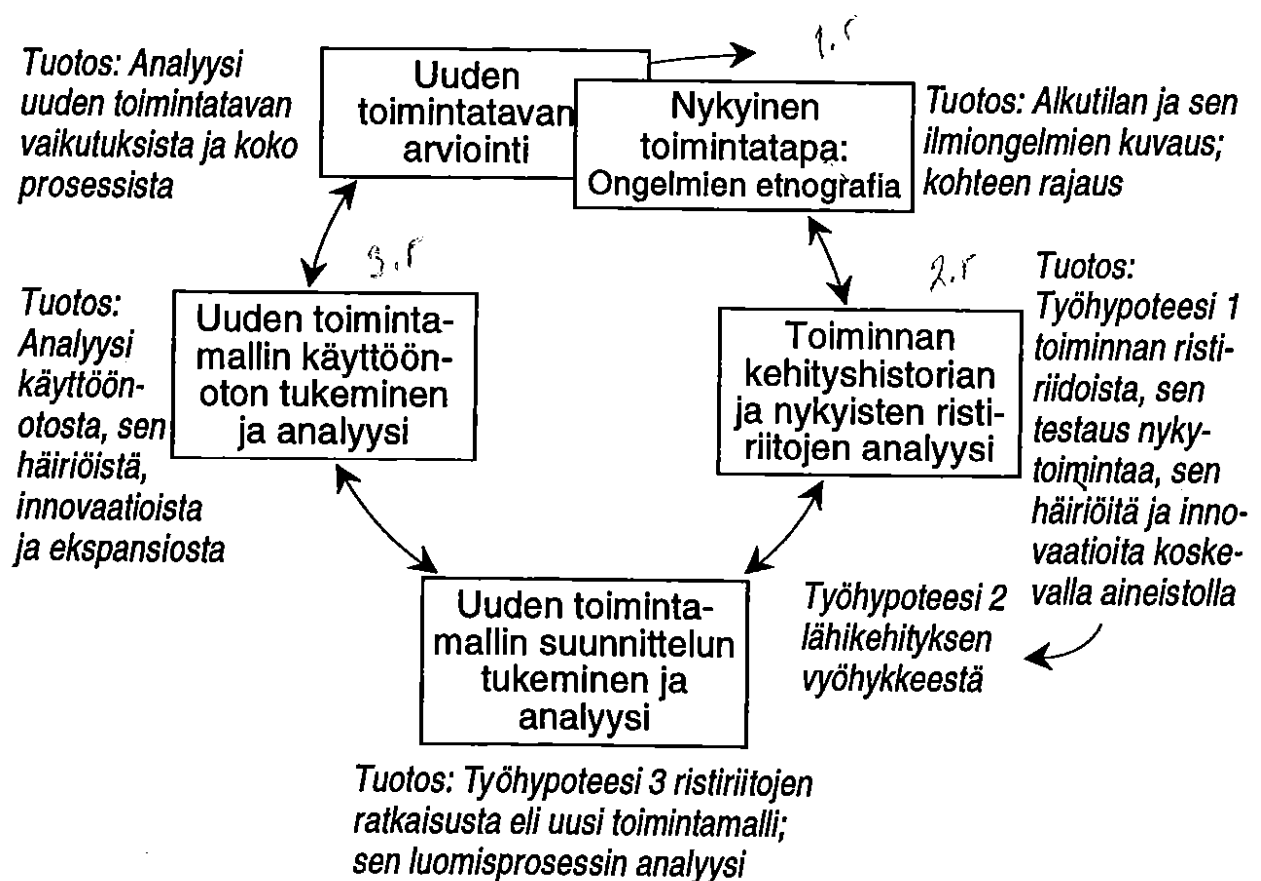 Tuotos: Analyysi
uuden toimintatavan
vaikutuksista ja koko
prosessista
Uuden
toimintatavan
arviointi
1.r
Nykyinen
toimintatapa:
Ongelmien etnografia
Tuotos: Alkutilan ja sen
ilmiongelmien kuvaus;
kohteen rajaus
3.r
2.r
Tuotos:
Analyysi
käyttöön-
otosta, sen
häiriöistä,
innovaatioista
ja ekspansiosta
Uuden toiminta-
mallin käyttöön-
oton tukeminen
ja analyysi
Toiminnan
kehityshistorian
ja nykyisten risti-
riitojen analyysi
Tuotos:
Työhypoteesi 1
toiminnan risti-
riidoista, sen
testaus nyky-
toimintaa, sen
häiriöitä ja inno-
vaatioita koske-
valla aineistolla
Uuden toiminta-
mallin suunnittelun
tukeminen ja
analyysi
Työhypoteesi 2
lähikehityksen
vyöhykkeestä
Tuotos: Työhypoteesi 3 ristiriitojen
ratkaisusta eli uusi toimintamalli;
sen luomisprosessin analyysi